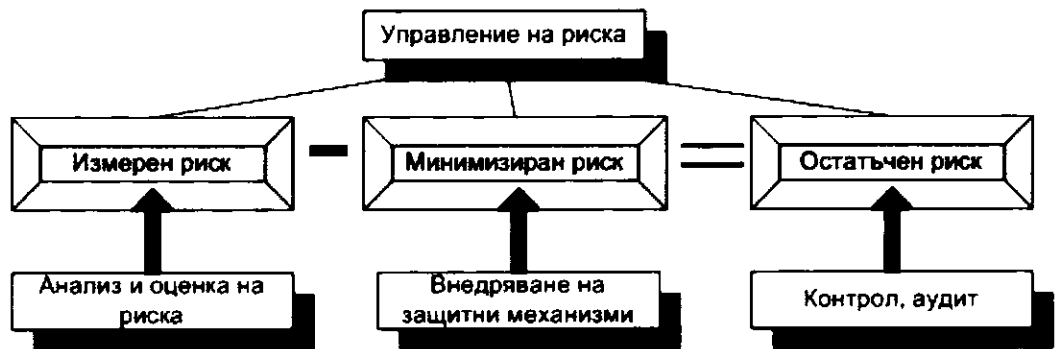 Управление на риска
Измерен риск
Минимизиран риск
Остатъчен риск
Анализ и оценка на
риска
Внедряване на
защитни механизми
Контрол, аудит